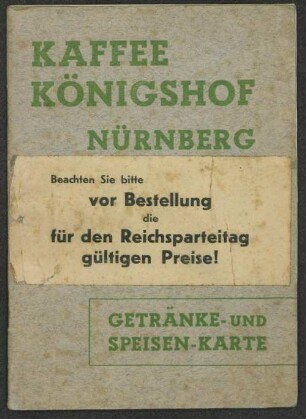 KAFFEE
KÖNIGSHOF
NÜRNBERG
Beachten Sie bitte
vor Bestellung
die
für den Reichsparteitag
gültigen Preise!
GETRÄNKE- UND
SPEISEN-KARTE